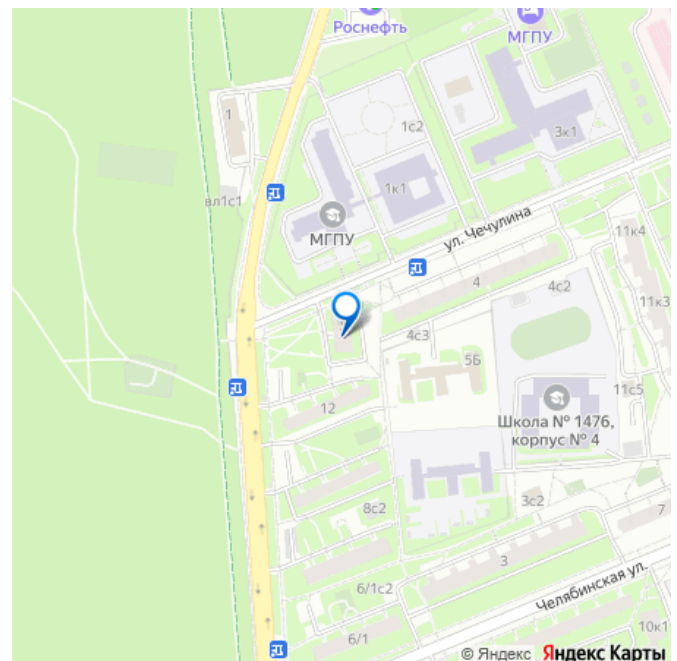 Роснефть
МГПУ
1
1с2
3к1
вл1с1
1к1
МГПУ
ул. Чечулина
11к4
4
4с2
11к3
4с3
5Б
11с5
12
Школа № 1476,
корпус № 4
8с2
3с2
7
3
6/1с2
Челябинская ул.
6/1
10к1
© Яндекс Яндекс Карты